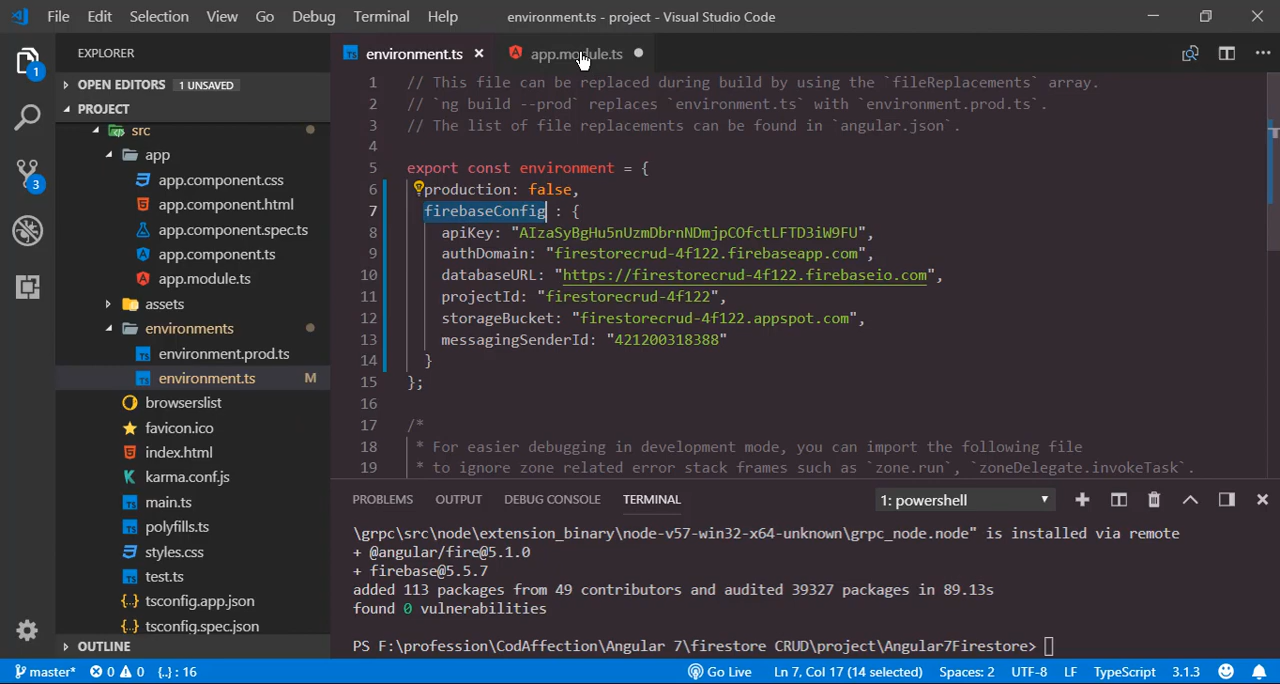 File Edit Selection View Go Debug Terminal Help environment.ts - project - Visual Studio Code
EXPLORER
OPEN EDITORS 1 UNSAVED
PROJECT
src
app
app.component.css
app.component.html
app.component.spec.ts
app.component.ts
app.module.ts
assets
environments
environment.prod.ts
environment.ts M
browserslist
favicon.ico
index.html
karma.conf.js
main.ts
polyfills.ts
styles.css
test.ts
tsconfig.app.json
tsconfig.spec.json
OUTLINE
1
3
environment.ts app.module.ts
1 // This file can be replaced during build by using the `fileReplacements` array.
2 // `ng build --prod` replaces `environment.ts` with `environment.prod.ts`.
3 // The list of file replacements can be found in `angular.json`.
4
5 export const environment = {
6 production: false,
7 firebaseConfig : {
8 apiKey: "AIzaSyBgHu5nUzmDbrnNDmjpCOfctLFTD3iW9FU",
9 authDomain: "firestorecrud-4f122.firebaseapp.com",
10 databaseURL: "https://firestorecrud-4f122.firebaseio.com",
11 projectId: "firestorecrud-4f122",
12 storageBucket: "firestorecrud-4f122.appspot.com",
13 messagingSenderId: "421200318388"
14 }
15 };
16
17 /*
18 * For easier debugging in development mode, you can import the following file
19 * to ignore zone related error stack frames such as `zone.run`, `zoneDelegate.invokeTask`.
PROBLEMS OUTPUT DEBUG CONSOLE TERMINAL 1: powershell
\grpc\src\node\extension_binary\node-v57-win32-x64-unknown\grpc_node.node" is installed via remote
+ @angular/fire@5.1.0
+ firebase@5.5.7
added 113 packages from 49 contributors and audited 39327 packages in 89.13s
found 0 vulnerabilities
PS F:\profession\CodAffection\Angular 7\firestore CRUD\project\Angular7Firestore>
master* 0 0 {..} : 16 Go Live Ln 7, Col 17 (14 selected) Spaces: 2 UTF-8 LF TypeScript 3.1.3